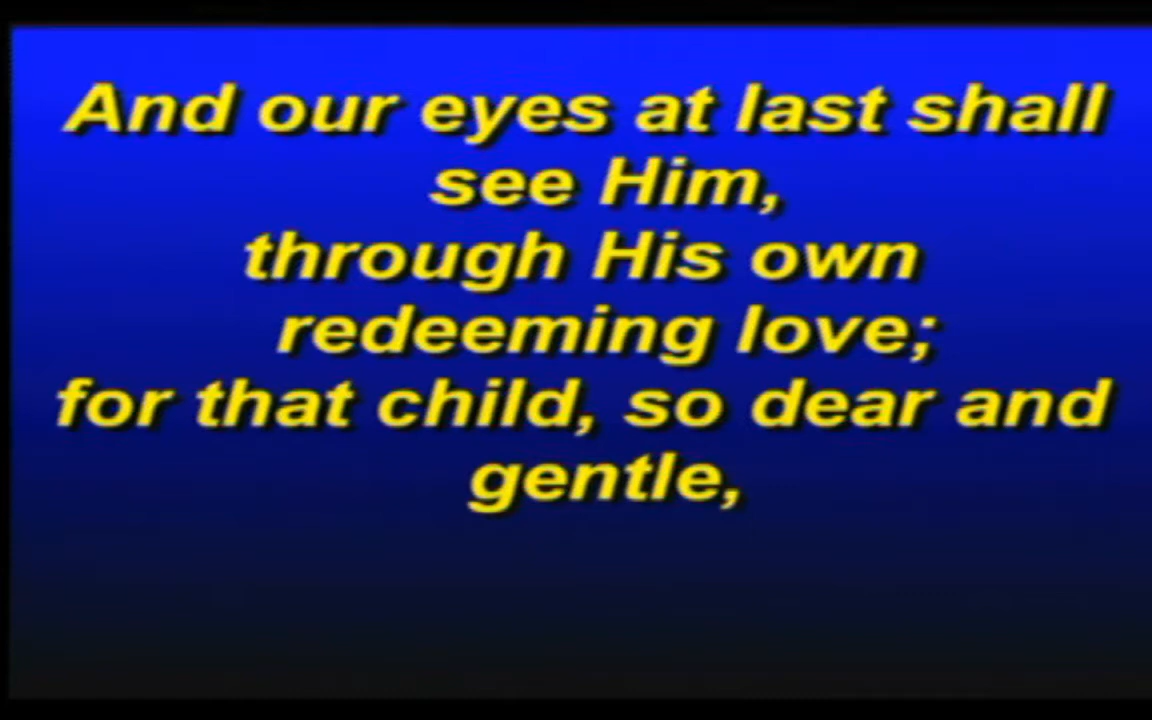 And our eyes at last shall
see Him,
through His own
redeeming love;
for that child, so dear and
gentle,